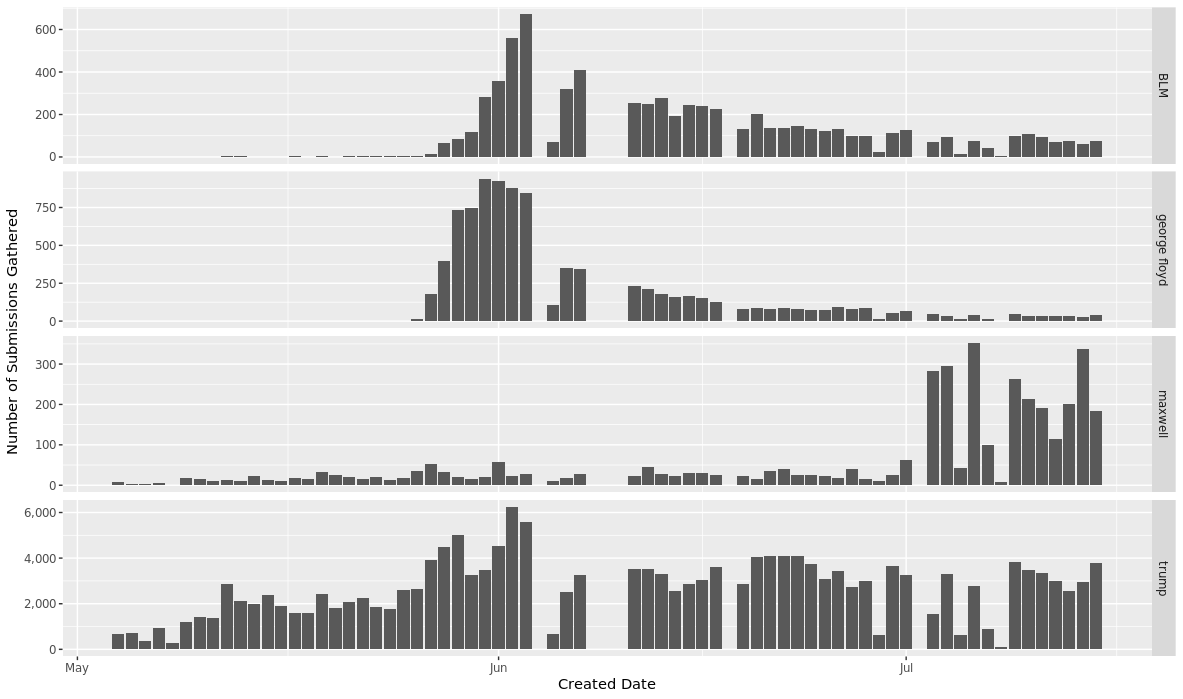 600
400
200
0
BLM
750
500
250
0
george floyd
300
200
100
0
maxwell
6,000
4,000
2,000
0
trump
Number of Submissions Gathered
May
Jun
Jul
Created Date